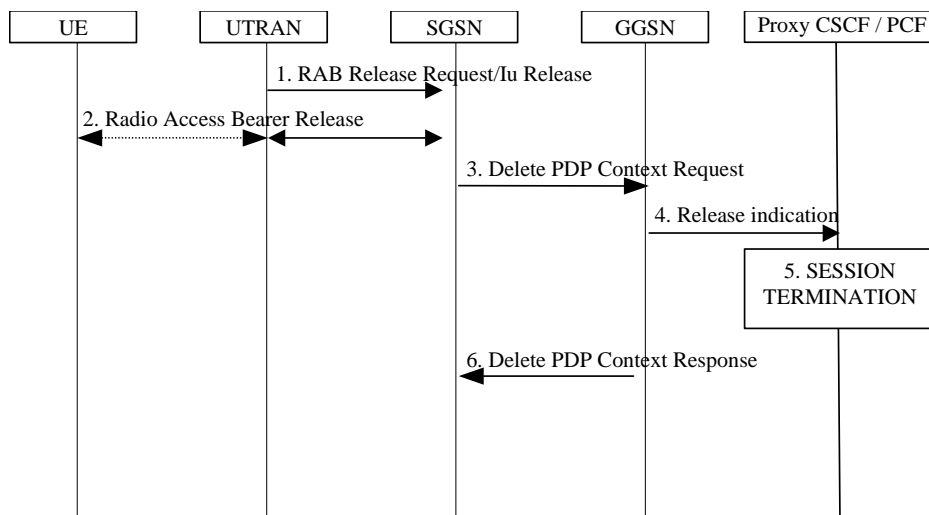 UE
UTRAN
SGSN
GGSN
Proxy CSCF / PCF
1. RAB Release Request/Iu Release
2. Radio Access Bearer Release
3. Delete PDP Context Request
4. Release indication
5. SESSION
TERMINATION
6. Delete PDP Context Response